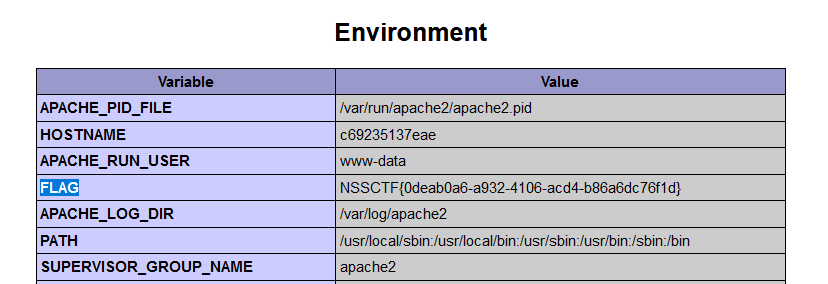 Environment
Variable Value
APACHE_PID_FILE /var/run/apache2/apache2.pid
HOSTNAME c69235137eae
APACHE_RUN_USER www-data
FLAG NSSCTF{0deab0a6-a932-4106-acd4-b86a6dc76f1d}
APACHE_LOG_DIR /var/log/apache2
PATH /usr/local/sbin:/usr/local/bin:/usr/sbin:/usr/bin:/sbin:/bin
SUPERVISOR_GROUP_NAME apache2